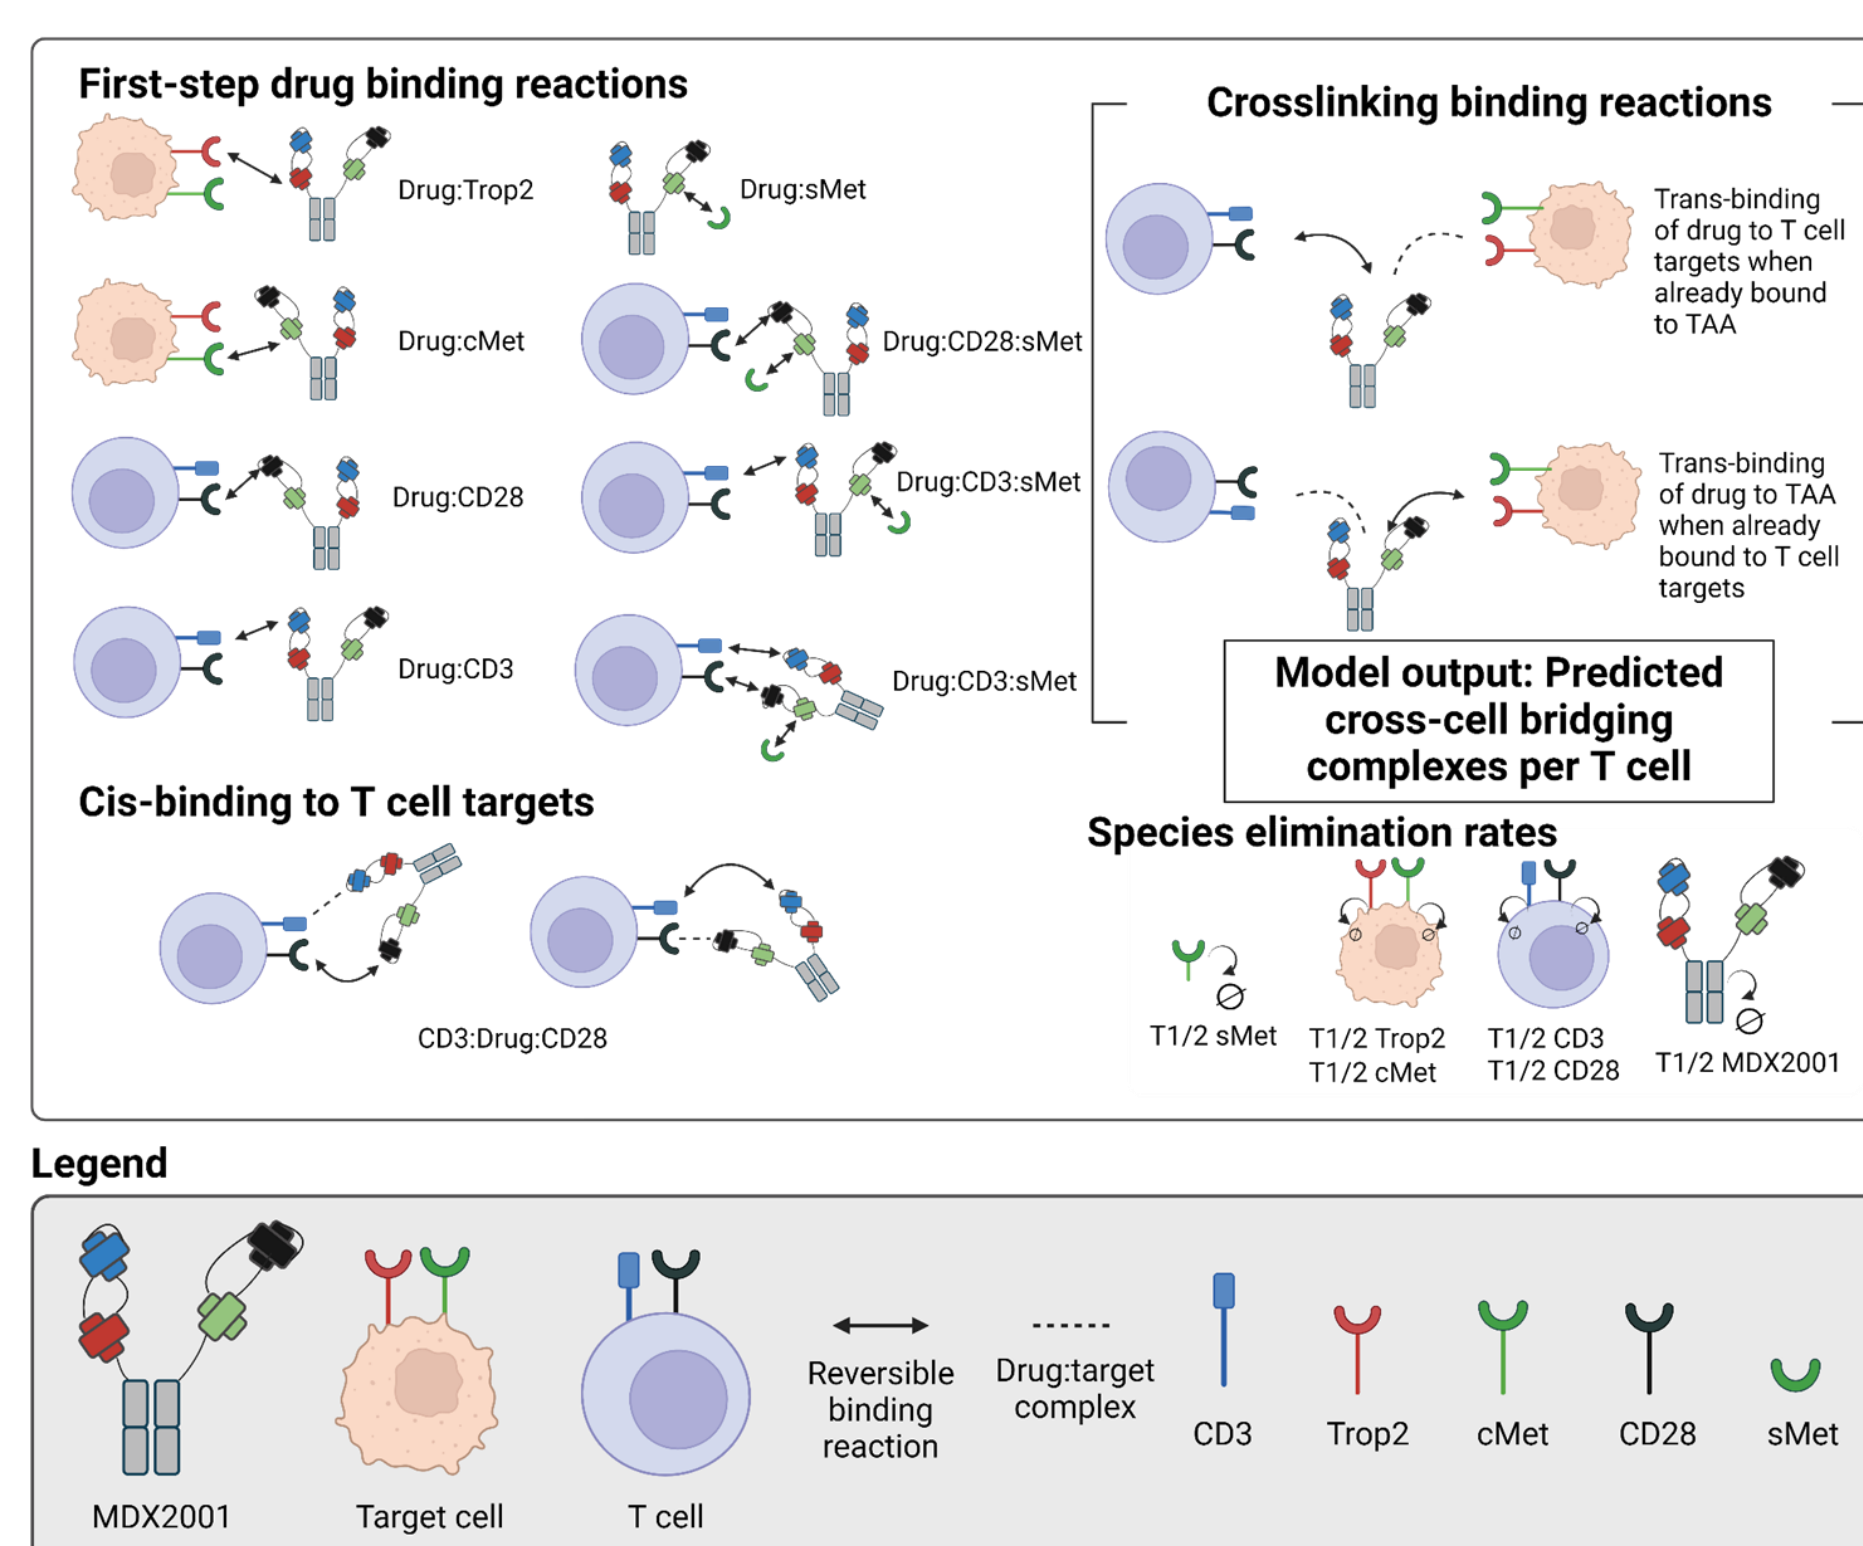 First-step drug binding reactions
Drug:Trop2
Drug:sMet
Drug:cMet
Drug:CD28:sMet
Drug:CD28
Drug:CD3:sMet
Drug:CD3
Drug:CD3:sMet
Cis-binding to T cell targets
CD3:Drug:CD28
Crosslinking binding reactions
Trans-binding
of drug to T cell
targets when
already bound
to TAA
Trans-binding
of drug to TAA
when already
bound to T cell
targets
Model output: Predicted
cross-cell bridging
complexes per T cell
Species elimination rates
T1/2 sMet
T1/2 Trop2
T1/2 cMet
T1/2 CD3
T1/2 CD28
T1/2 MDX2001
Legend
MDX2001
Target cell
T cell
Reversible
binding
reaction
Drug:target
complex
CD3
Trop2
cMet
CD28
sMet